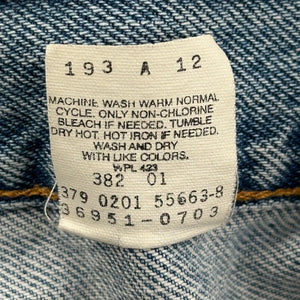 193 A 12
MACHINE WASH WARM NORMAL
CYCLE. ONLY NON-CHLORINE
BLEACH IF NEEDED. TUMBLE
DRY HOT. HOT IRON IF NEEDED.
WASH AND DRY
WITH LIKE COLORS.
WPL 423
382 01
379 0201 55663-8
36951-0703